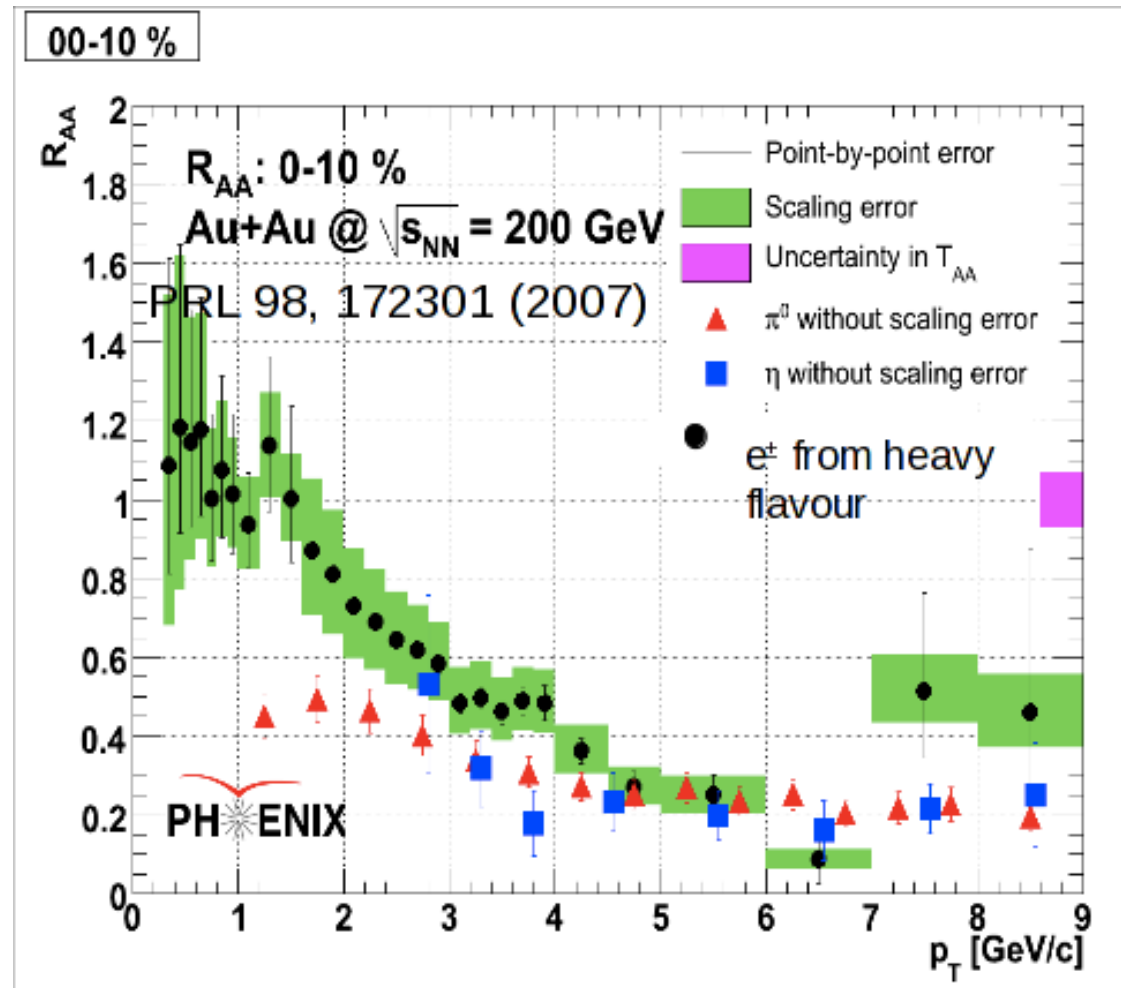 00-10 %
R_AA
2
1.8
1.6
1.4
1.2
1
0.8
0.6
0.4
0.2
0
R_AA: 0-10 %
Au+Au @ √s_NN = 200 GeV
PRL 98, 172301 (2007)
Point-by-point error
Scaling error
Uncertainty in T_AA
π⁰ without scaling error
η without scaling error
e± from heavy
flavour
PH ENIX
0 1 2 3 4 5 6 7 8 9
p_T [GeV/c]